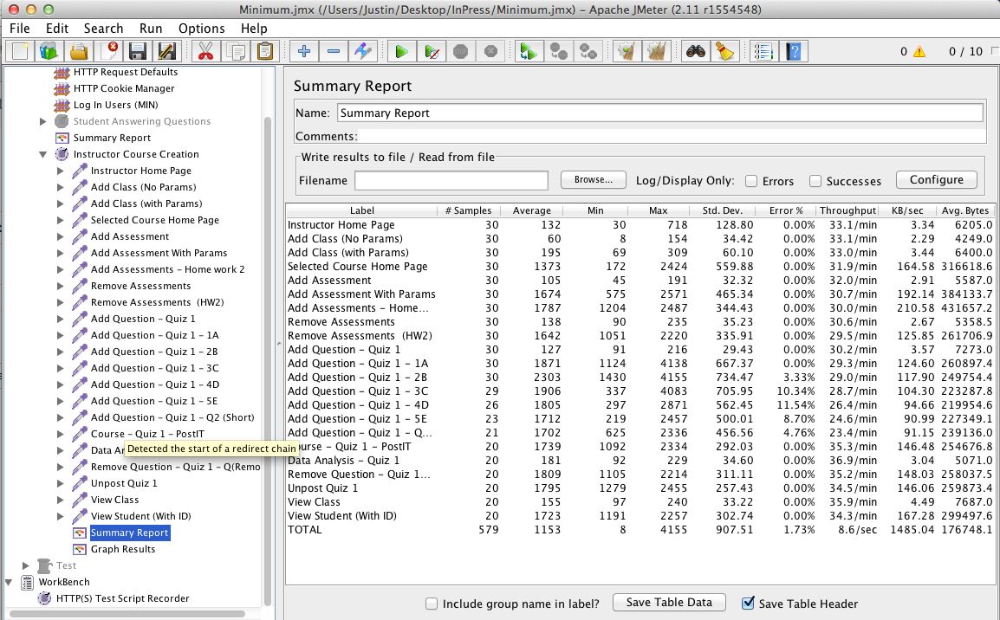 Minimum.jmx (/Users/Justin/Desktop/InPress/Minimum.jmx) – Apache JMeter (2.11 r1554548)
File Edit Search Run Options Help
0 0 / 10
HTTP Request Defaults
HTTP Cookie Manager
Log In Users (MIN)
Student Answering Questions
Summary Report
Instructor Course Creation
Instructor Home Page
Add Class (No Params)
Add Class (with Params)
Selected Course Home Page
Add Assessment
Add Assessment With Params
Add Assessments – Home work 2
Remove Assessments
Remove Assessments (HW2)
Add Question – Quiz 1
Add Question – Quiz 1 – 1A
Add Question – Quiz 1 – 2B
Add Question – Quiz 1 – 3C
Add Question – Quiz 1 – 4D
Add Question – Quiz 1 – 5E
Add Question – Quiz 1 – Q2 (Short)
Course – Quiz 1 – PostIT
Data A
Detected the start of a redirect chain
Remove Question – Quiz 1 – Q(Remo
Unpost Quiz 1
View Class
View Student (With ID)
Summary Report
Graph Results
Test
WorkBench
HTTP(S) Test Script Recorder
Summary Report
Name: Summary Report
Comments:
Write results to file / Read from file
Filename Browse... Log/Display Only: Errors Successes Configure
Label # Samples Average Min Max Std. Dev. Error % Throughput KB/sec Avg. Bytes
Instructor Home Page 30 132 30 718 128.80 0.00% 33.1/min 3.34 6205.0
Add Class (No Params) 30 60 8 154 34.42 0.00% 33.1/min 2.29 4249.0
Add Class (with Params) 30 195 69 309 60.10 0.00% 33.0/min 3.44 6400.0
Selected Course Home Page 30 1373 172 2424 559.88 0.00% 31.9/min 164.58 316618.6
Add Assessment 30 105 45 191 32.32 0.00% 32.0/min 2.91 5587.0
Add Assessment With Params 30 1674 575 2571 465.34 0.00% 30.7/min 192.14 384133.7
Add Assessments – Home... 30 1787 1204 2487 344.43 0.00% 30.0/min 210.58 431657.2
Remove Assessments 30 138 90 235 35.23 0.00% 30.6/min 2.67 5358.5
Remove Assessments (HW2) 30 1642 1051 2220 335.91 0.00% 29.5/min 125.85 261706.9
Add Question – Quiz 1 30 127 91 216 29.43 0.00% 30.2/min 3.57 7273.0
Add Question – Quiz 1 – 1A 30 1871 1124 4138 667.37 0.00% 29.3/min 124.60 260897.4
Add Question – Quiz 1 – 2B 30 2303 1430 4155 734.47 3.33% 29.0/min 117.90 249754.4
Add Question – Quiz 1 – 3C 29 1906 337 4083 705.95 10.34% 28.7/min 104.30 223287.8
Add Question – Quiz 1 – 4D 26 1805 297 2871 562.45 11.54% 26.4/min 94.66 219954.6
Add Question – Quiz 1 – 5E 23 1712 219 2457 500.01 8.70% 24.6/min 90.99 227349.1
Add Question – Quiz 1 – Q... 21 1702 625 2336 456.56 4.76% 23.4/min 91.15 239136.0
urse – Quiz 1 – PostIT 20 1739 1092 2334 292.03 0.00% 35.3/min 146.48 254676.8
Data Analysis – Quiz 1 20 181 92 229 34.60 0.00% 36.9/min 3.04 5071.0
Remove Question – Quiz 1... 20 1809 1105 2214 311.11 0.00% 35.2/min 148.03 258037.5
Unpost Quiz 1 20 1795 1279 2455 257.43 0.00% 34.5/min 146.06 259873.4
View Class 20 155 97 240 33.22 0.00% 35.9/min 4.49 7687.0
View Student (With ID) 20 1723 1191 2257 302.74 0.00% 34.3/min 167.28 299497.6
TOTAL 579 1153 8 4155 907.51 1.73% 8.6/sec 1485.04 176748.1
Include group name in label? Save Table Data Save Table Header